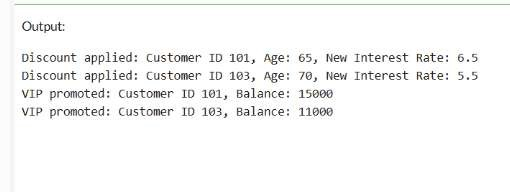 Output:
Discount applied: Customer ID 101, Age: 65, New Interest Rate: 6.5
Discount applied: Customer ID 103, Age: 70, New Interest Rate: 5.5
VIP promoted: Customer ID 101, Balance: 15000
VIP promoted: Customer ID 103, Balance: 11000